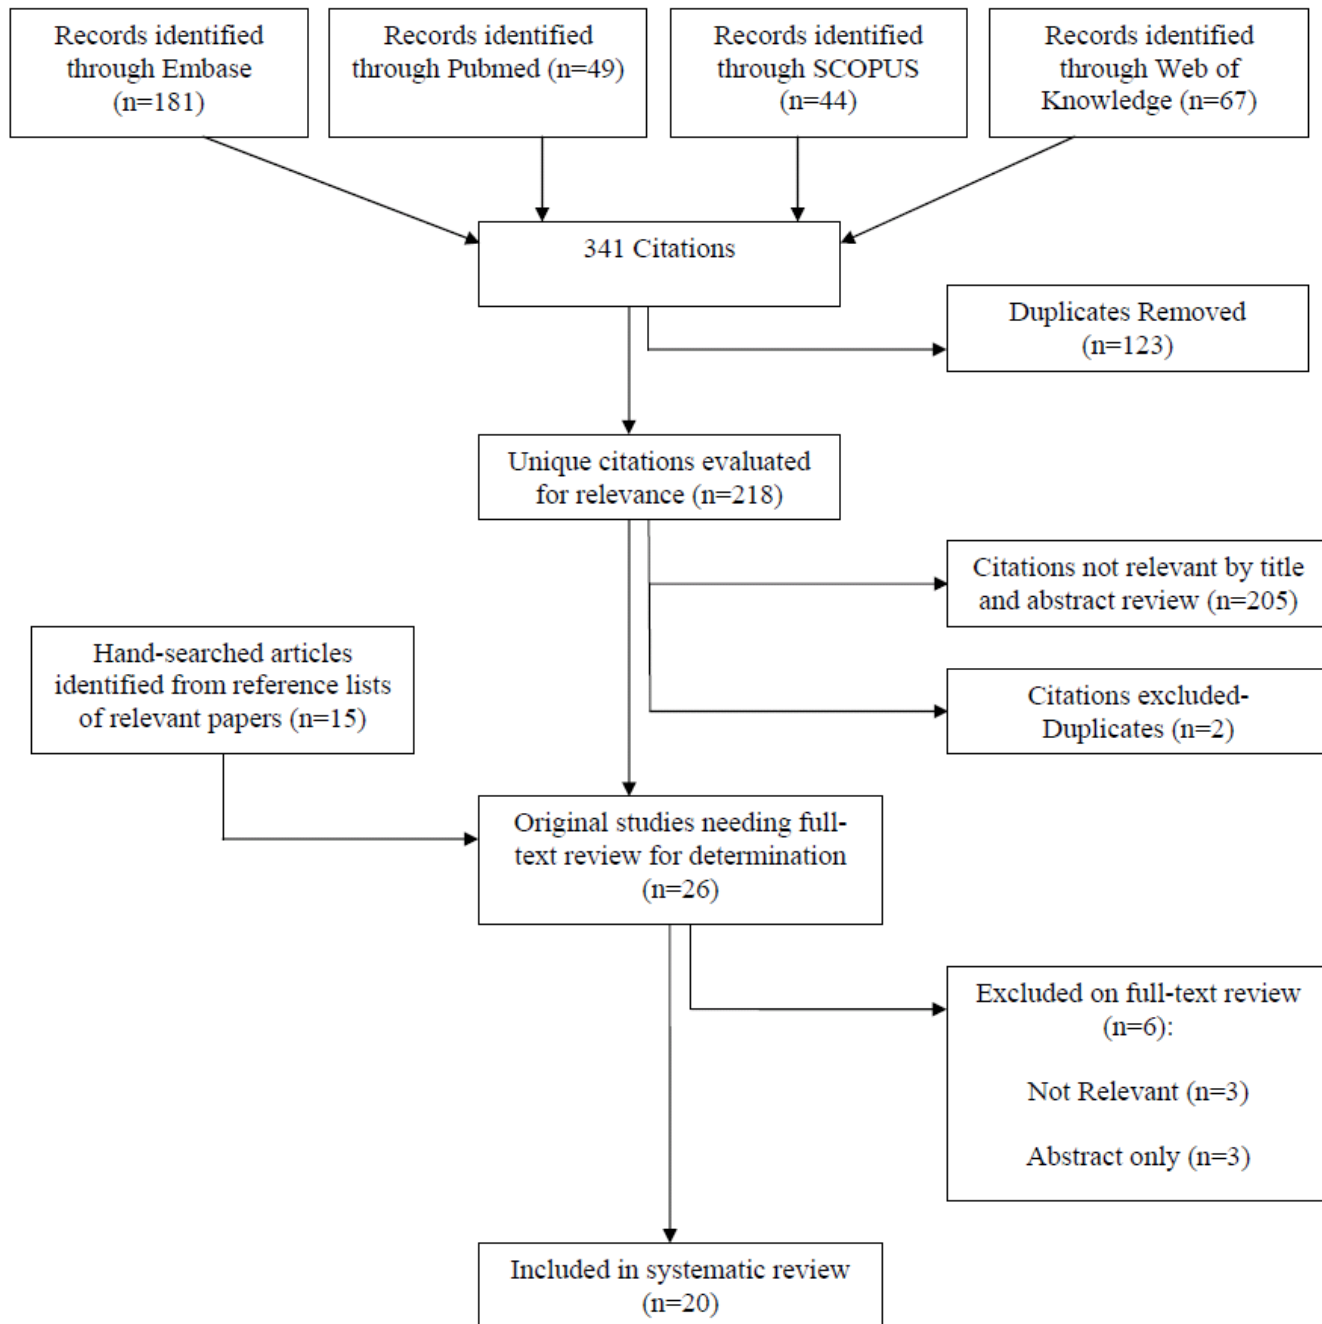 Records identified
through Embase
(n=181)
Records identified
through Pubmed (n=49)
Records identified
through SCOPUS
(n=44)
Records identified
through Web of
Knowledge (n=67)
341 Citations
Duplicates Removed
(n=123)
Unique citations evaluated
for relevance (n=218)
Citations not relevant by title
and abstract review (n=205)
Hand-searched articles
identified from reference lists
of relevant papers (n=15)
Citations excluded-
Duplicates (n=2)
Original studies needing full-
text review for determination
(n=26)
Excluded on full-text review
(n=6):
Not Relevant (n=3)
Abstract only (n=3)
Included in systematic review
(n=20)